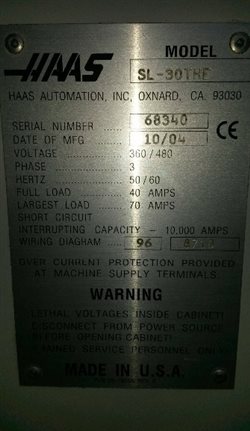 HAAS
MODEL
SL-30THE
HAAS AUTOMATION, INC. OXNARD, CA. 93030
SERIAL NUMBER 68340
DATE OF MFG 10/04
CE
VOLTAGE 360/480
PHASE 3
HERTZ 50/60
FULL LOAD 40 AMPS
LARGEST LOAD 70 AMPS
SHORT CIRCUIT
INTERRUPTING CAPACITY - 10,000 AMPS
WIRING DIAGRAM 96
OVER CURRENT PROTECTION PROVIDED
AT MACHINE SUPPLY TERMINALS
WARNING
LETHAL VOLTAGES INSIDE CABINET!
DISCONNECT FROM POWER SOURCE
BEFORE OPENING CABINET!
TRAINED SERVICE PERSONNEL ONLY!
MADE IN U.S.A.